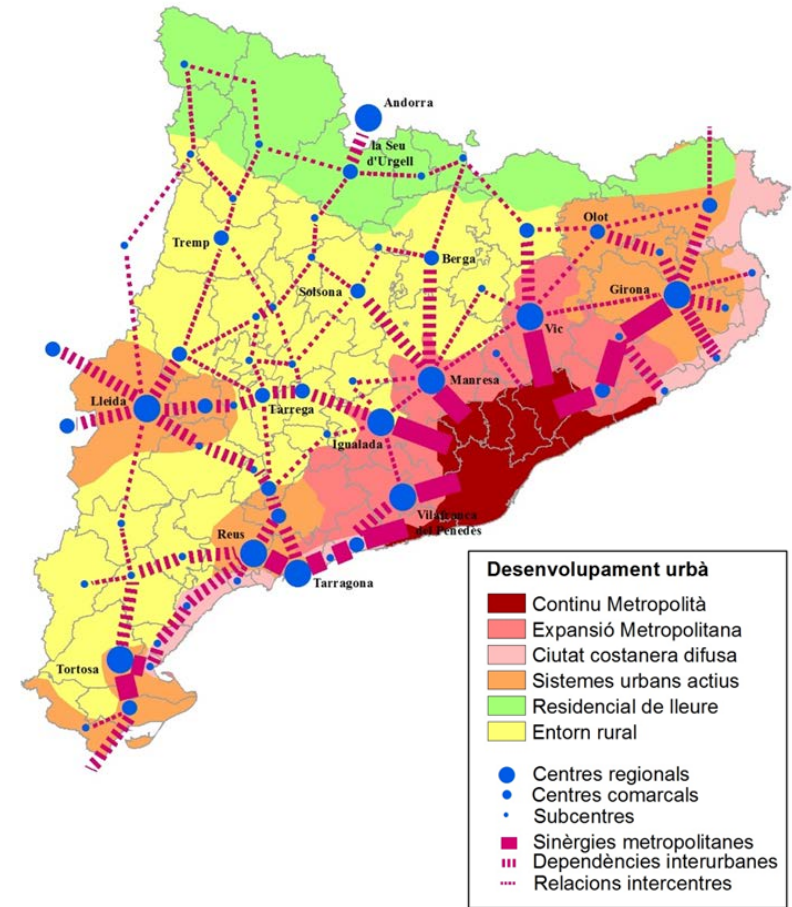 Andorra
la Seu
d'Urgell
Olot
Tremp
Berga
Girona
Solsona
Vic
Manresa
Lleida
Tàrrega
Igualada
Vilafranca
del Penedès
Reus
Tarragona
Tortosa
Desenvolupament urbà
Continu Metropolità
Expansió Metropolitana
Ciutat costanera difusa
Sistemes urbans actius
Residencial de lleure
Entorn rural
Centres regionals
Centres comarcals
Subcentres
Sinèrgies metropolitanes
Dependències interurbanes
Relacions intercentres